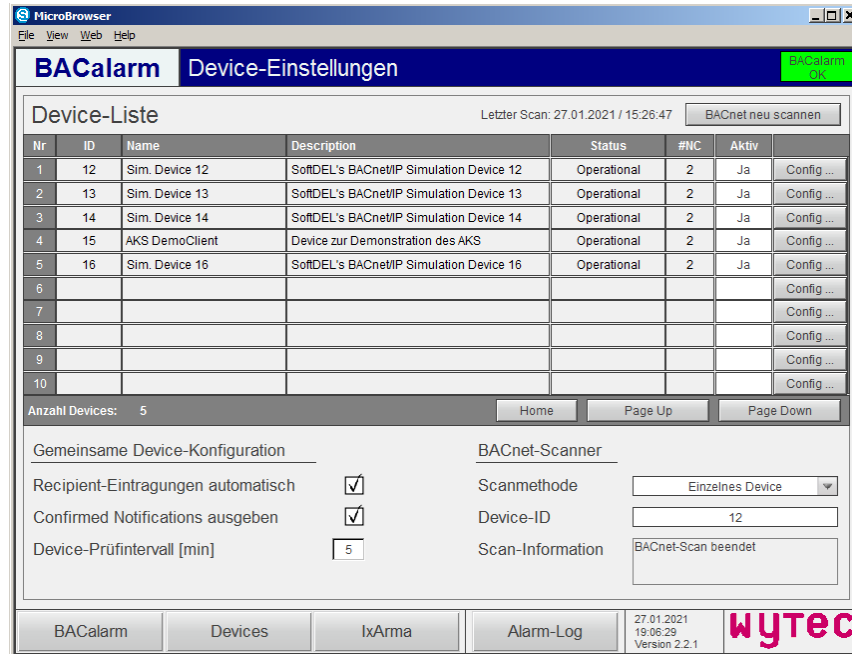 MicroBrowser
File View Web Help
BACalarm Device-Einstellungen BACalarm OK
Device-Liste Letzter Scan: 27.01.2021 / 15:26:47 BACnet neu scannen
Nr ID Name Description Status #NC Aktiv
1 12 Sim. Device 12 SoftDEL's BACnet/IP Simulation Device 12 Operational 2 Ja Config ...
2 13 Sim. Device 13 SoftDEL's BACnet/IP Simulation Device 13 Operational 2 Ja Config ...
3 14 Sim. Device 14 SoftDEL's BACnet/IP Simulation Device 14 Operational 2 Ja Config ...
4 15 AKS DemoClient Device zur Demonstration des AKS Operational 2 Ja Config ...
5 16 Sim. Device 16 SoftDEL's BACnet/IP Simulation Device 16 Operational 2 Ja Config ...
6 Config ...
7 Config ...
8 Config ...
9 Config ...
10 Config ...
Anzahl Devices: 5 Home Page Up Page Down
Gemeinsame Device-Konfiguration BACnet-Scanner
Recipient-Eintragungen automatisch Scanmethode Einzelnes Device
Confirmed Notifications ausgeben Device-ID 12
Device-Prüfintervall [min] 5 Scan-Information BACnet-Scan beendet
BACalarm Devices IxArma Alarm-Log
27.01.2021
19:06:29
Version 2.2.1
wytec